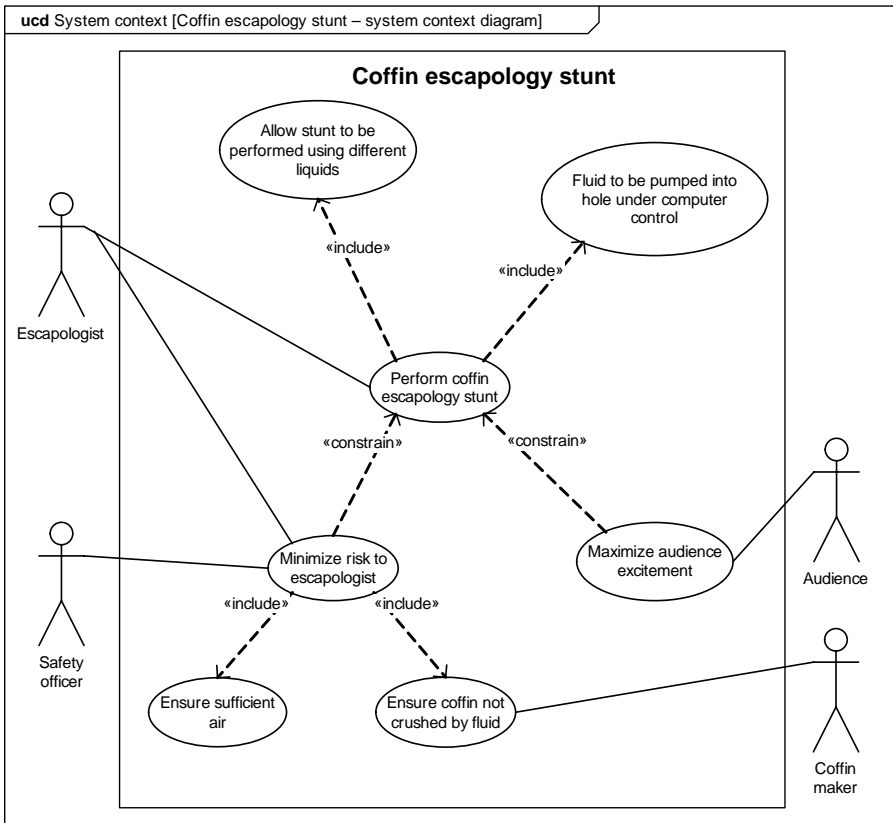 ucd System context [Coffin escapology stunt – system context diagram]
Coffin escapology stunt
Allow stunt to be
performed using different
liquids
Fluid to be pumped into
hole under computer
control
«include»
«include»
Escapologist
Perform coffin
escapology stunt
«constrain»
«constrain»
Minimize risk to
escapologist
Maximize audience
excitement
Audience
«include»
«include»
Safety
officer
Ensure sufficient
air
Ensure coffin not
crushed by fluid
Coffin
maker